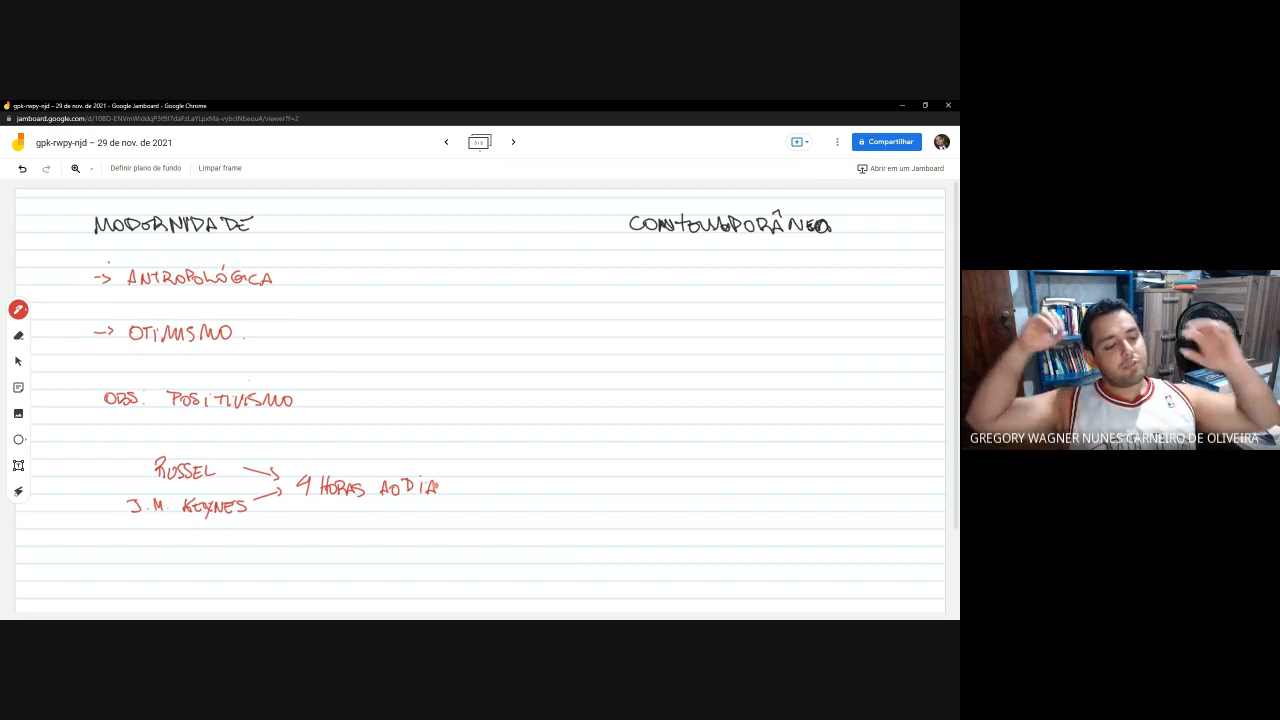 gpk-rwpy-njd – 29 de nov. de 2021 - Google Jamboard - Google Chrome
gpk-rwpy-njd – 29 de nov. de 2021
Compartilhar
Definir plano de fundo
Limpar frame
Abrir em um Jamboard
MODERNIDADE
CONTEMPORÂNEO
-> ANTROPOLÓGICA
-> OTIMISMO
OBS: POSITIVISMO
RUSSEL
J.M. KEYNES
4 HORAS AO DIA
GREGORY WAGNER NUNES CARNEIRO DE OLIVEIRA